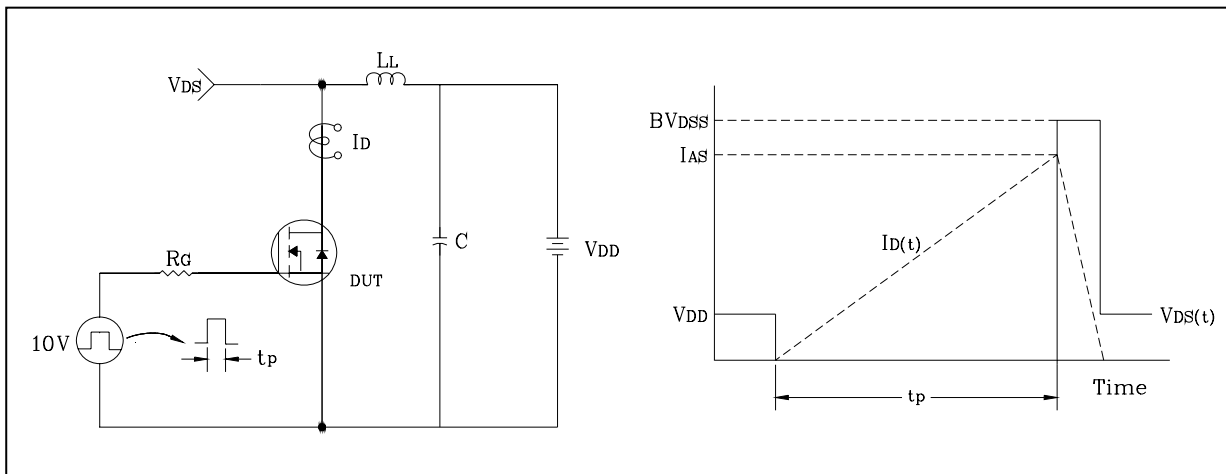 VDS
LL
ID
RG
DUT
C
VDD
10V
tp
BVDSS
IAS
ID(t)
VDD
VDS(t)
tp
Time